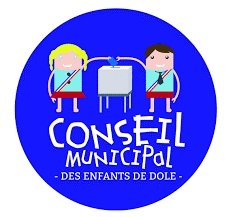 CONSEIL
MUNICIPAL
- DES ENFANTS DE DOLE -